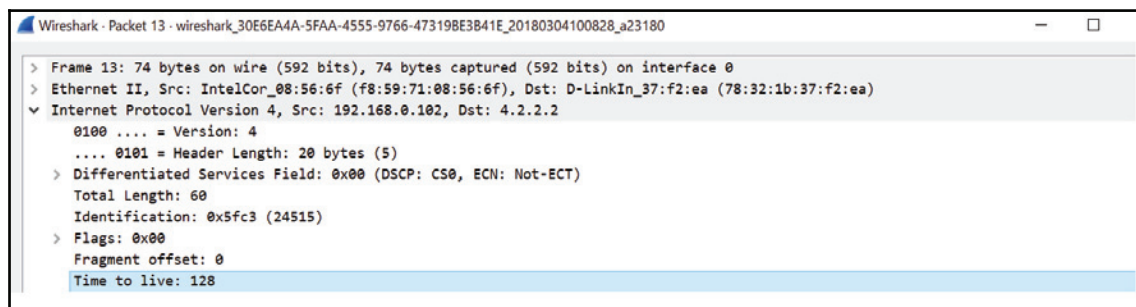 Wireshark · Packet 13 · wireshark_30E6EA4A-5FAA-4555-9766-47319BE3B41E_20180304100828_a23180
> Frame 13: 74 bytes on wire (592 bits), 74 bytes captured (592 bits) on interface 0
> Ethernet II, Src: IntelCor_08:56:6f (f8:59:71:08:56:6f), Dst: D-LinkIn_37:f2:ea (78:32:1b:37:f2:ea)
Internet Protocol Version 4, Src: 192.168.0.102, Dst: 4.2.2.2
0100 .... = Version: 4
.... 0101 = Header Length: 20 bytes (5)
> Differentiated Services Field: 0x00 (DSCP: CS0, ECN: Not-ECT)
Total Length: 60
Identification: 0x5fc3 (24515)
> Flags: 0x00
Fragment offset: 0
Time to live: 128